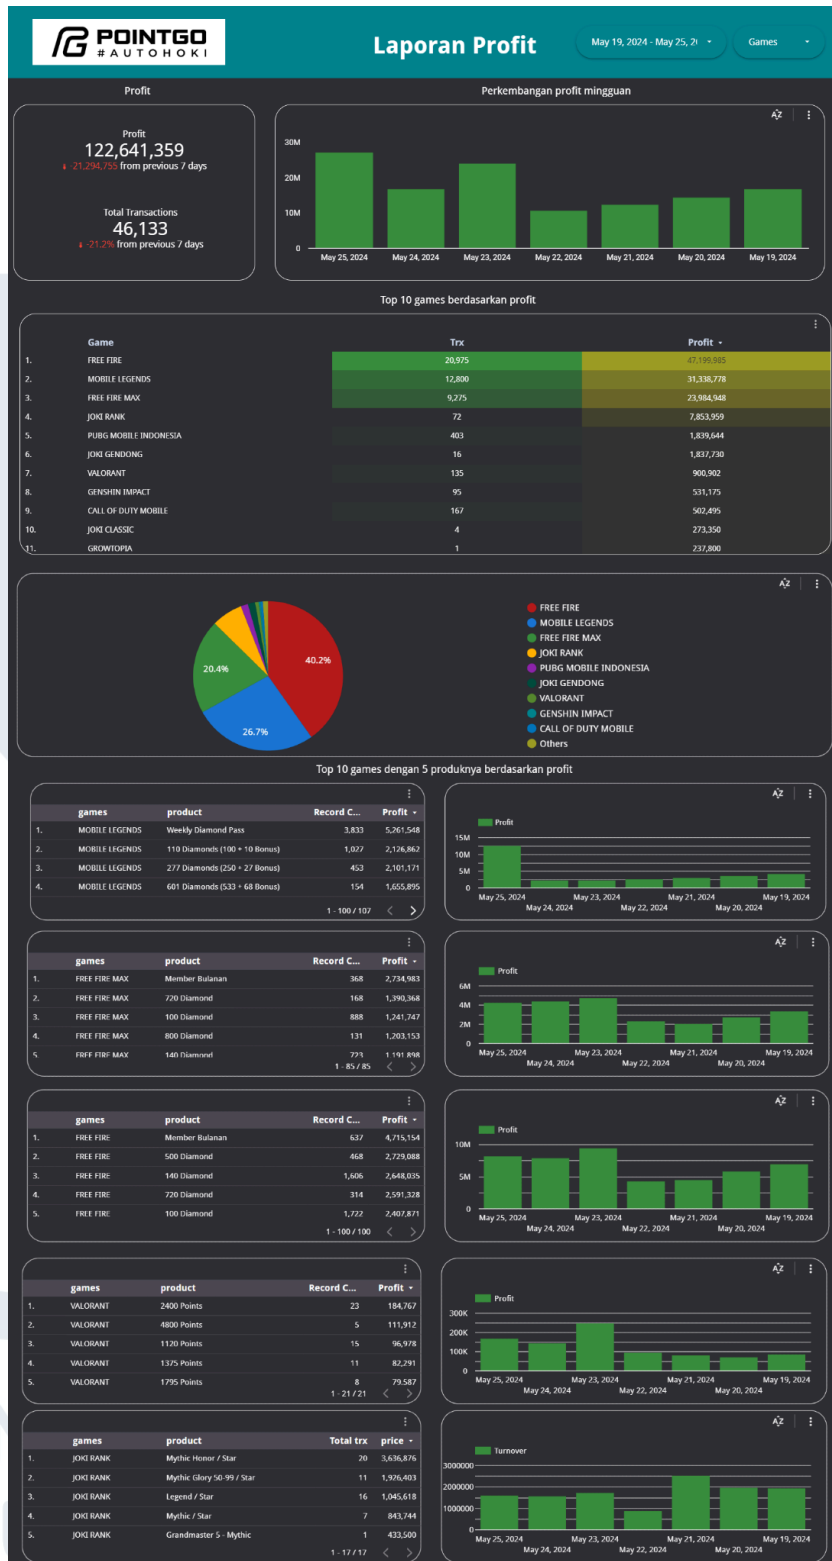 POINTGO
#AUTOHOKI
Laporan Profit
May 19, 2024 - May 25, 2
Games
Profit
Perkembangan profit mingguan
Profit
122,641,359
-21,294,755 from previous 7 days
Total Transactions
46,133
-21.2% from previous 7 days
30M
20M
10M
0
May 25, 2024 May 24, 2024 May 23, 2024 May 22, 2024 May 21, 2024 May 20, 2024 May 19, 2024
Top 10 games berdasarkan profit
Game Trx Profit
1. FREE FIRE 20,975 47,199,985
2. MOBILE LEGENDS 12,800 31,338,778
3. FREE FIRE MAX 9,275 23,984,948
4. JOKI RANK 72 7,853,959
5. PUBG MOBILE INDONESIA 403 1,839,644
6. JOKI GENDONG 16 1,837,730
7. VALORANT 135 900,902
8. GENSHIN IMPACT 95 531,175
9. CALL OF DUTY MOBILE 167 502,495
10. JOKI CLASSIC 4 273,350
11. GROWTOPIA 1 237,800
40.2%
20.4%
26.7%
FREE FIRE
MOBILE LEGENDS
FREE FIRE MAX
JOKI RANK
PUBG MOBILE INDONESIA
JOKI GENDONG
VALORANT
GENSHIN IMPACT
CALL OF DUTY MOBILE
Others
Top 10 games dengan 5 produknya berdasarkan profit
games product Record C... Profit
1. MOBILE LEGENDS Weekly Diamond Pass 3,833 5,261,548
2. MOBILE LEGENDS 110 Diamonds (100 + 10 Bonus) 1,027 2,126,862
3. MOBILE LEGENDS 277 Diamonds (250 + 27 Bonus) 453 2,101,171
4. MOBILE LEGENDS 601 Diamonds (533 + 68 Bonus) 154 1,655,895
1 - 100 / 107
Profit
15M
10M
5M
0
May 25, 2024 May 23, 2024 May 21, 2024 May 19, 2024
May 24, 2024 May 22, 2024 May 20, 2024
games product Record C... Profit
1. FREE FIRE MAX Member Bulanan 368 2,734,983
2. FREE FIRE MAX 720 Diamond 168 1,390,368
3. FREE FIRE MAX 100 Diamond 888 1,241,747
4. FREE FIRE MAX 800 Diamond 131 1,203,153
5. FREE FIRE MAX 140 Diamond 723 1,191,898
1 - 85 / 85
Profit
6M
4M
2M
0
May 25, 2024 May 23, 2024 May 21, 2024 May 19, 2024
May 24, 2024 May 22, 2024 May 20, 2024
games product Record C... Profit
1. FREE FIRE Member Bulanan 637 4,715,154
2. FREE FIRE 500 Diamond 468 2,729,088
3. FREE FIRE 140 Diamond 1,606 2,648,035
4. FREE FIRE 720 Diamond 314 2,591,328
5. FREE FIRE 100 Diamond 1,722 2,407,871
1 - 100 / 100
Profit
10M
5M
0
May 25, 2024 May 23, 2024 May 21, 2024 May 19, 2024
May 24, 2024 May 22, 2024 May 20, 2024
games product Record C... Profit
1. VALORANT 2400 Points 23 184,767
2. VALORANT 4800 Points 5 111,912
3. VALORANT 1120 Points 15 96,978
4. VALORANT 1375 Points 11 82,291
5. VALORANT 1795 Points 8 79,587
1 - 21 / 21
Profit
300K
200K
100K
0
May 25, 2024 May 23, 2024 May 21, 2024 May 19, 2024
May 24, 2024 May 22, 2024 May 20, 2024
games product Total trx price
1. JOKI RANK Mythic Honor / Star 20 3,636,876
2. JOKI RANK Mythic Glory 50-99 / Star 11 1,926,403
3. JOKI RANK Legend / Star 16 1,045,618
4. JOKI RANK Mythic / Star 7 843,744
5. JOKI RANK Grandmaster 5 - Mythic 1 433,500
1 - 17 / 17
Turnover
3000000
2000000
1000000
0
May 25, 2024 May 23, 2024 May 21, 2024 May 19, 2024
May 24, 2024 May 22, 2024 May 20, 2024